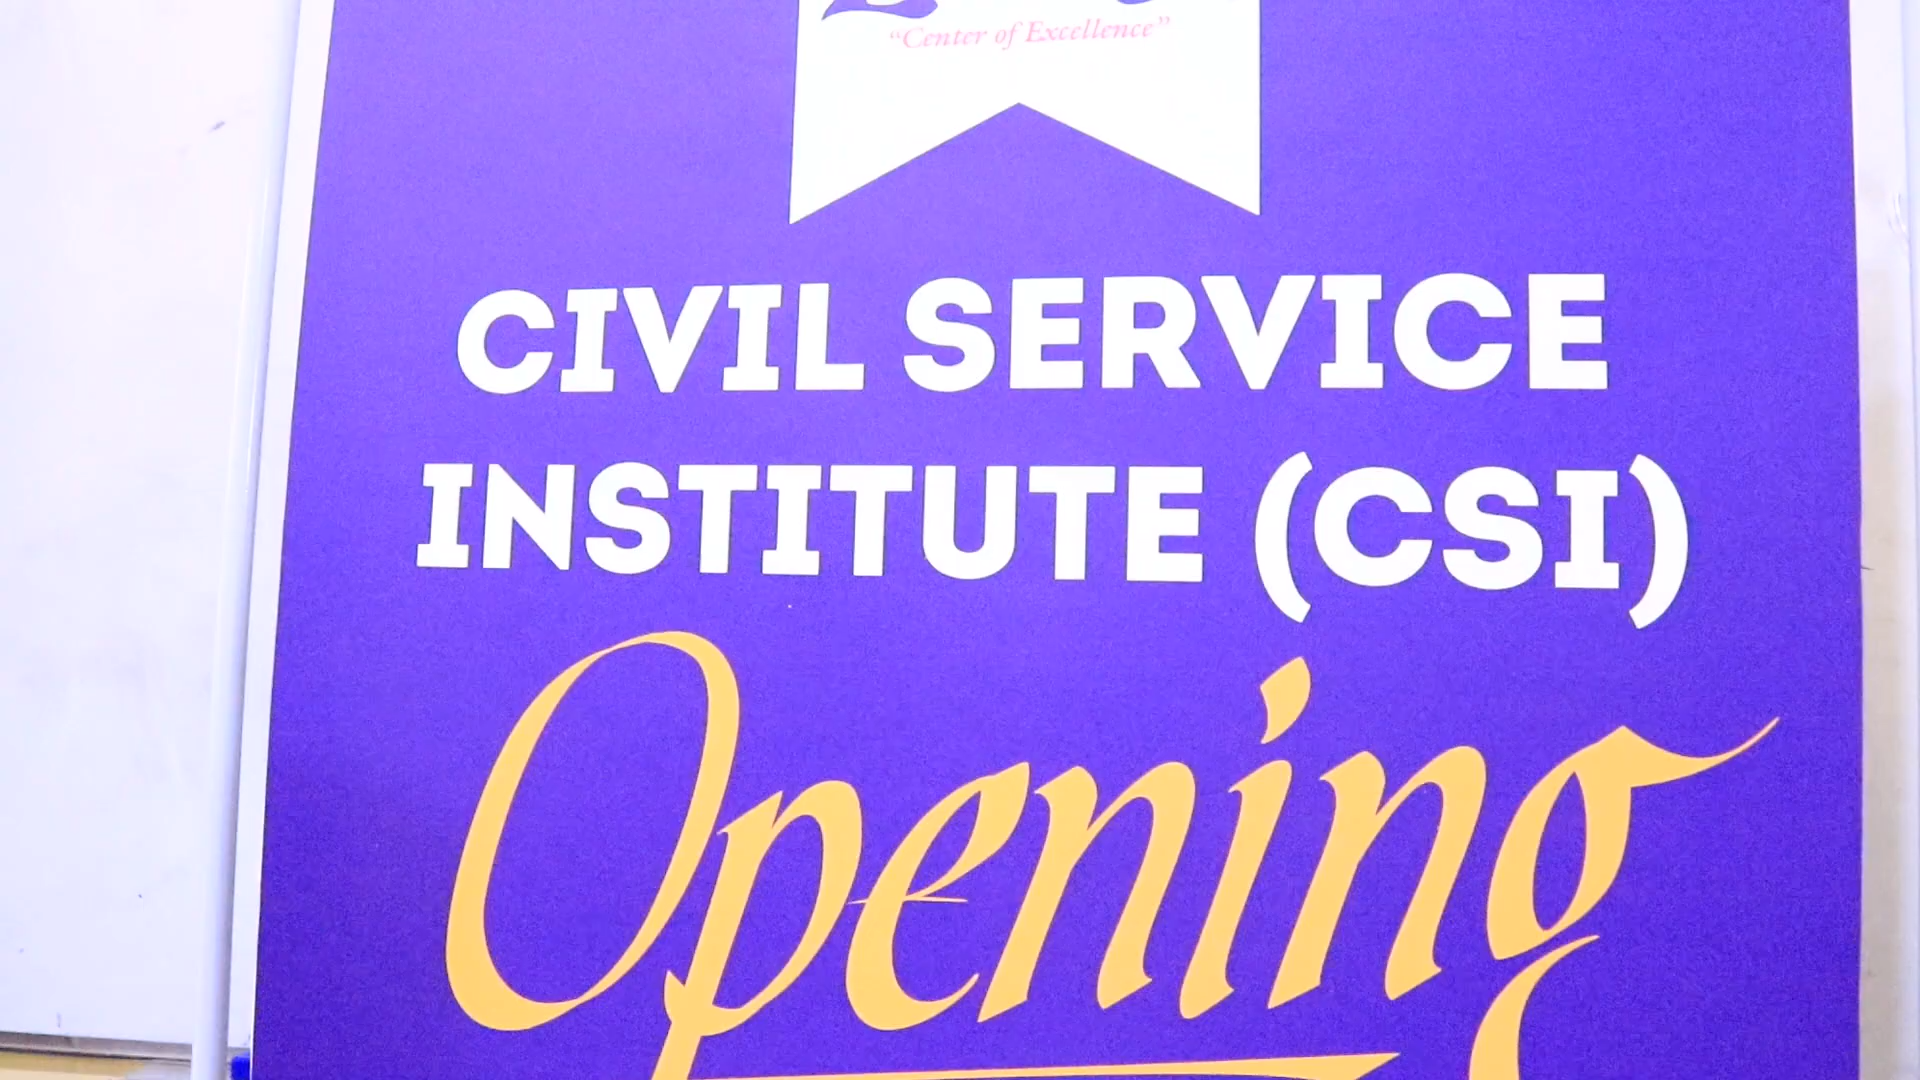 “Center of Excellence”
CIVIL SERVICE
INSTITUTE (CSI)
Opening